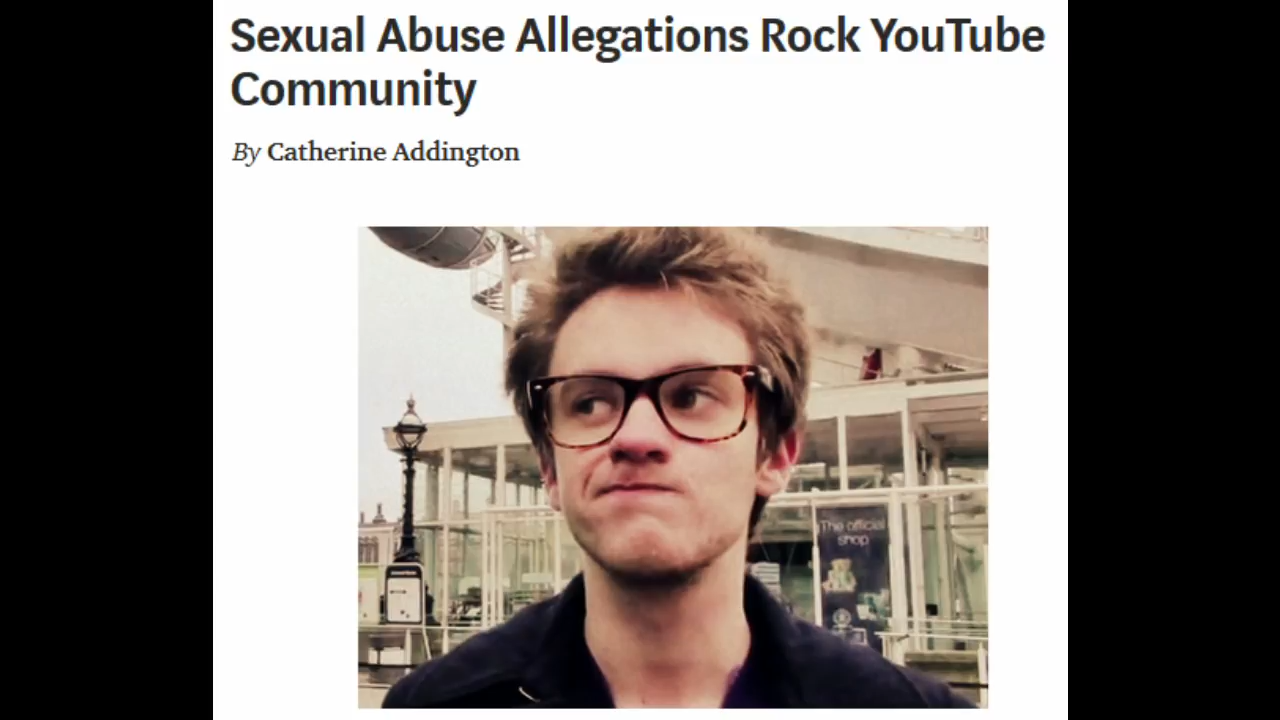 Sexual Abuse Allegations Rock YouTube
Community
By Catherine Addington
The official
shop